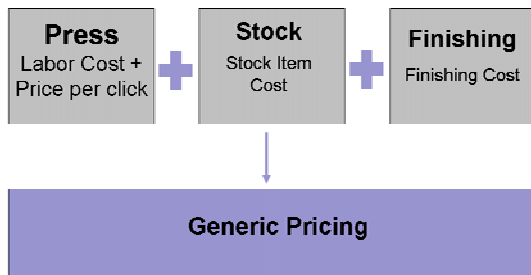 Press
Labor Cost +
Price per click
Stock
Stock Item
Cost
Finishing
Finishing Cost
Generic Pricing